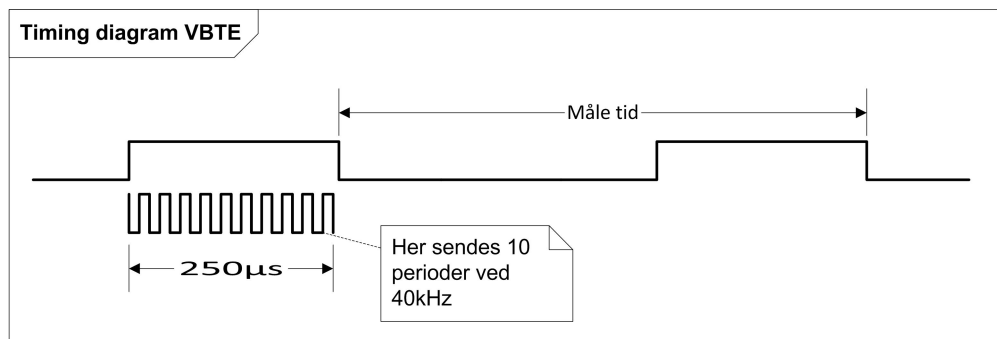 Timing diagram VBTE
Måle tid
250µs
Her sendes 10
perioder ved
40kHz